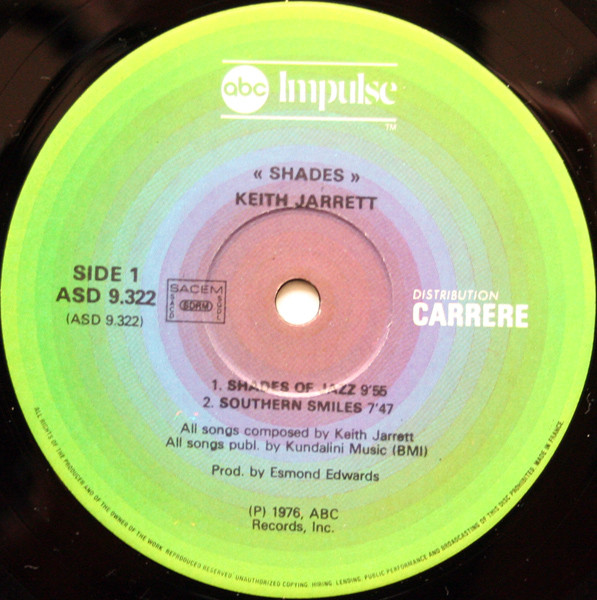 abc Impulse
TM
« SHADES »
KEITH JARRETT
SIDE 1
ASD 9.322
(ASD 9.322)
SACEM
SACD SDRM SGDL
DISTRIBUTION
CARRERE
1. SHADES OF JAZZ 9'55
2. SOUTHERN SMILES 7'47
All songs composed by Keith Jarrett
All songs publ. by Kundalini Music (BMI)
Prod. by Esmond Edwards
(P) 1976, ABC
Records, Inc.
ALL RIGHTS OF THE PRODUCER AND OF THE OWNER OF THE WORK REPRODUCED RESERVED. UNAUTHORIZED COPYING, HIRING, LENDING, PUBLIC PERFORMANCE AND BROADCASTING OF THIS DISC PROHIBITED. MADE IN FRANCE.